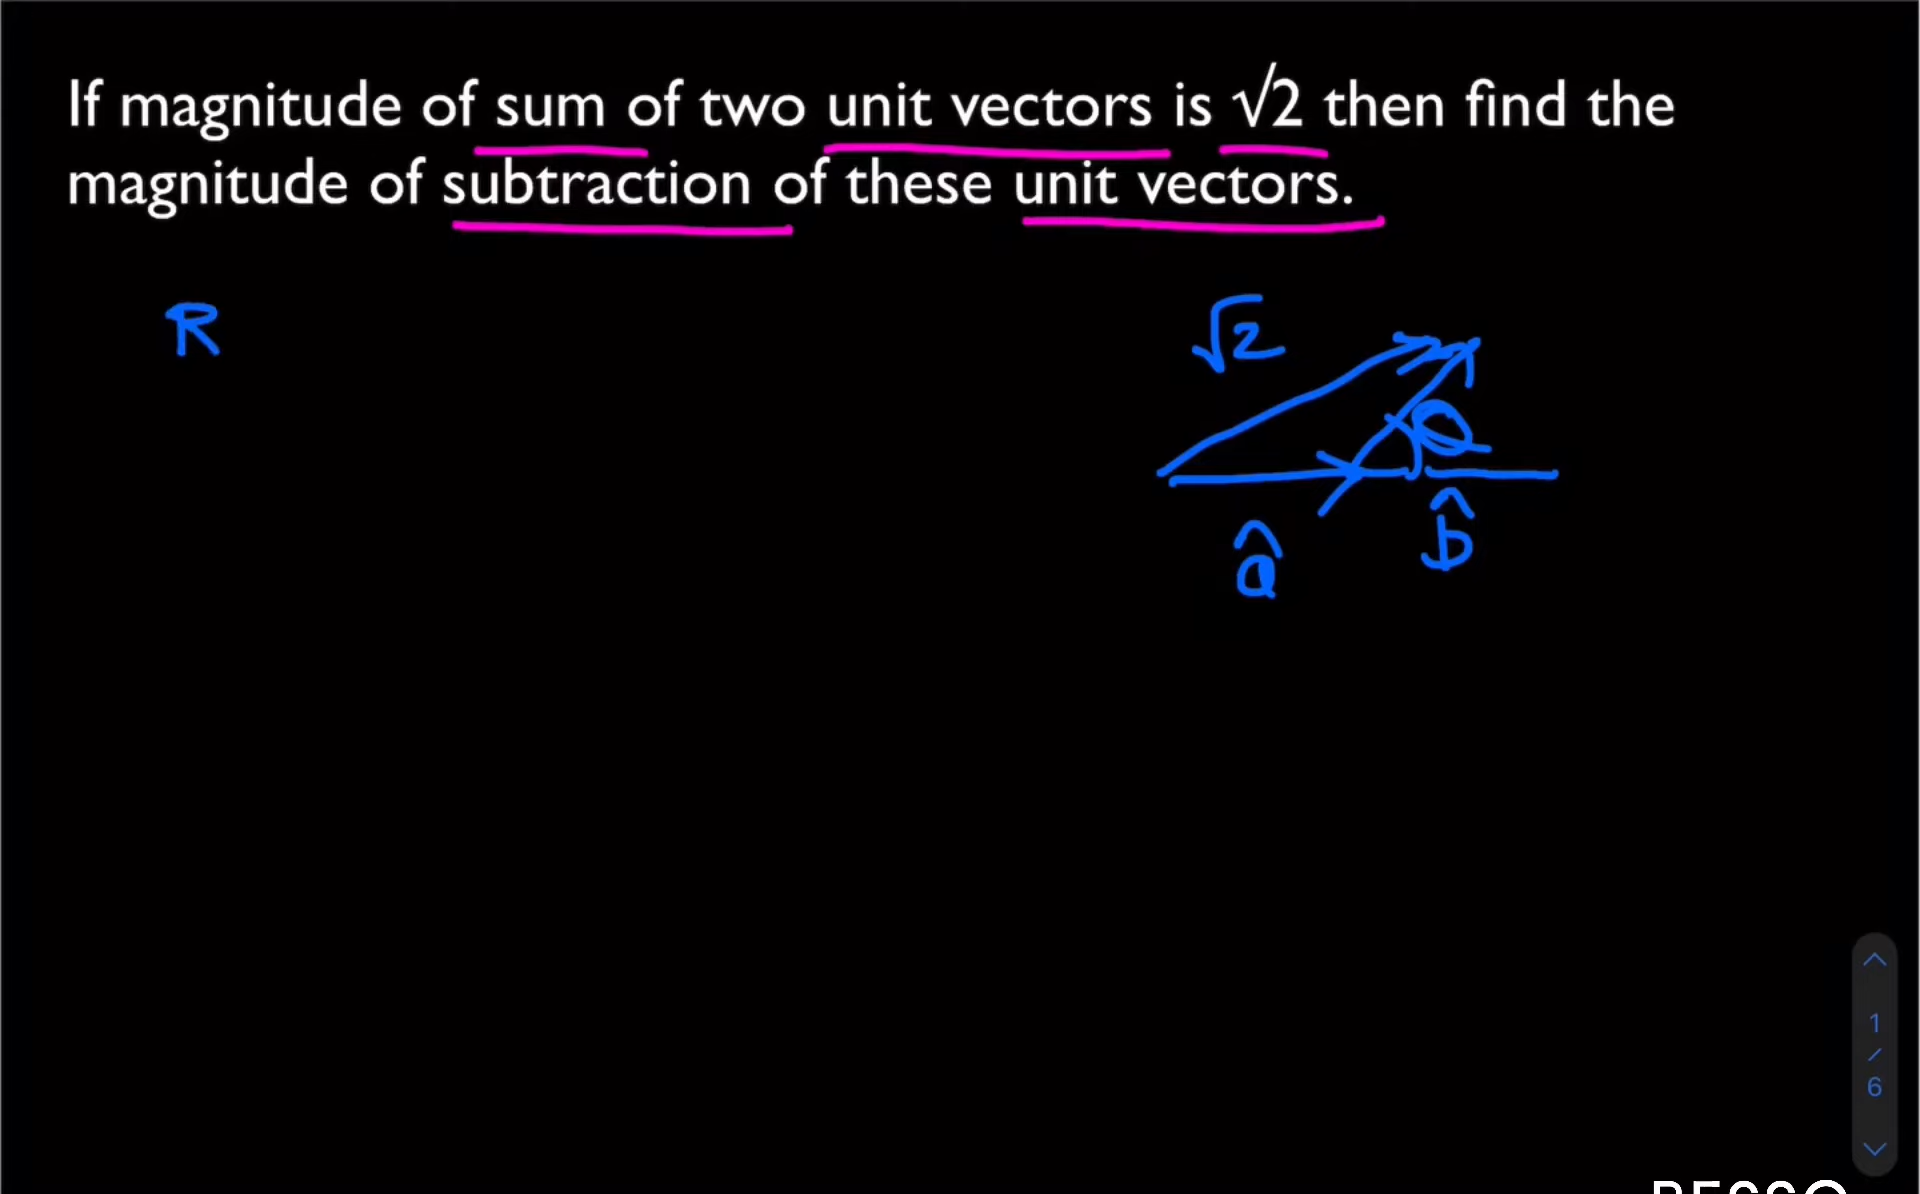 If magnitude of sum of two unit vectors is √2 then find the
magnitude of subtraction of these unit vectors.
R
√2
θ
â
b̂
1
/
6